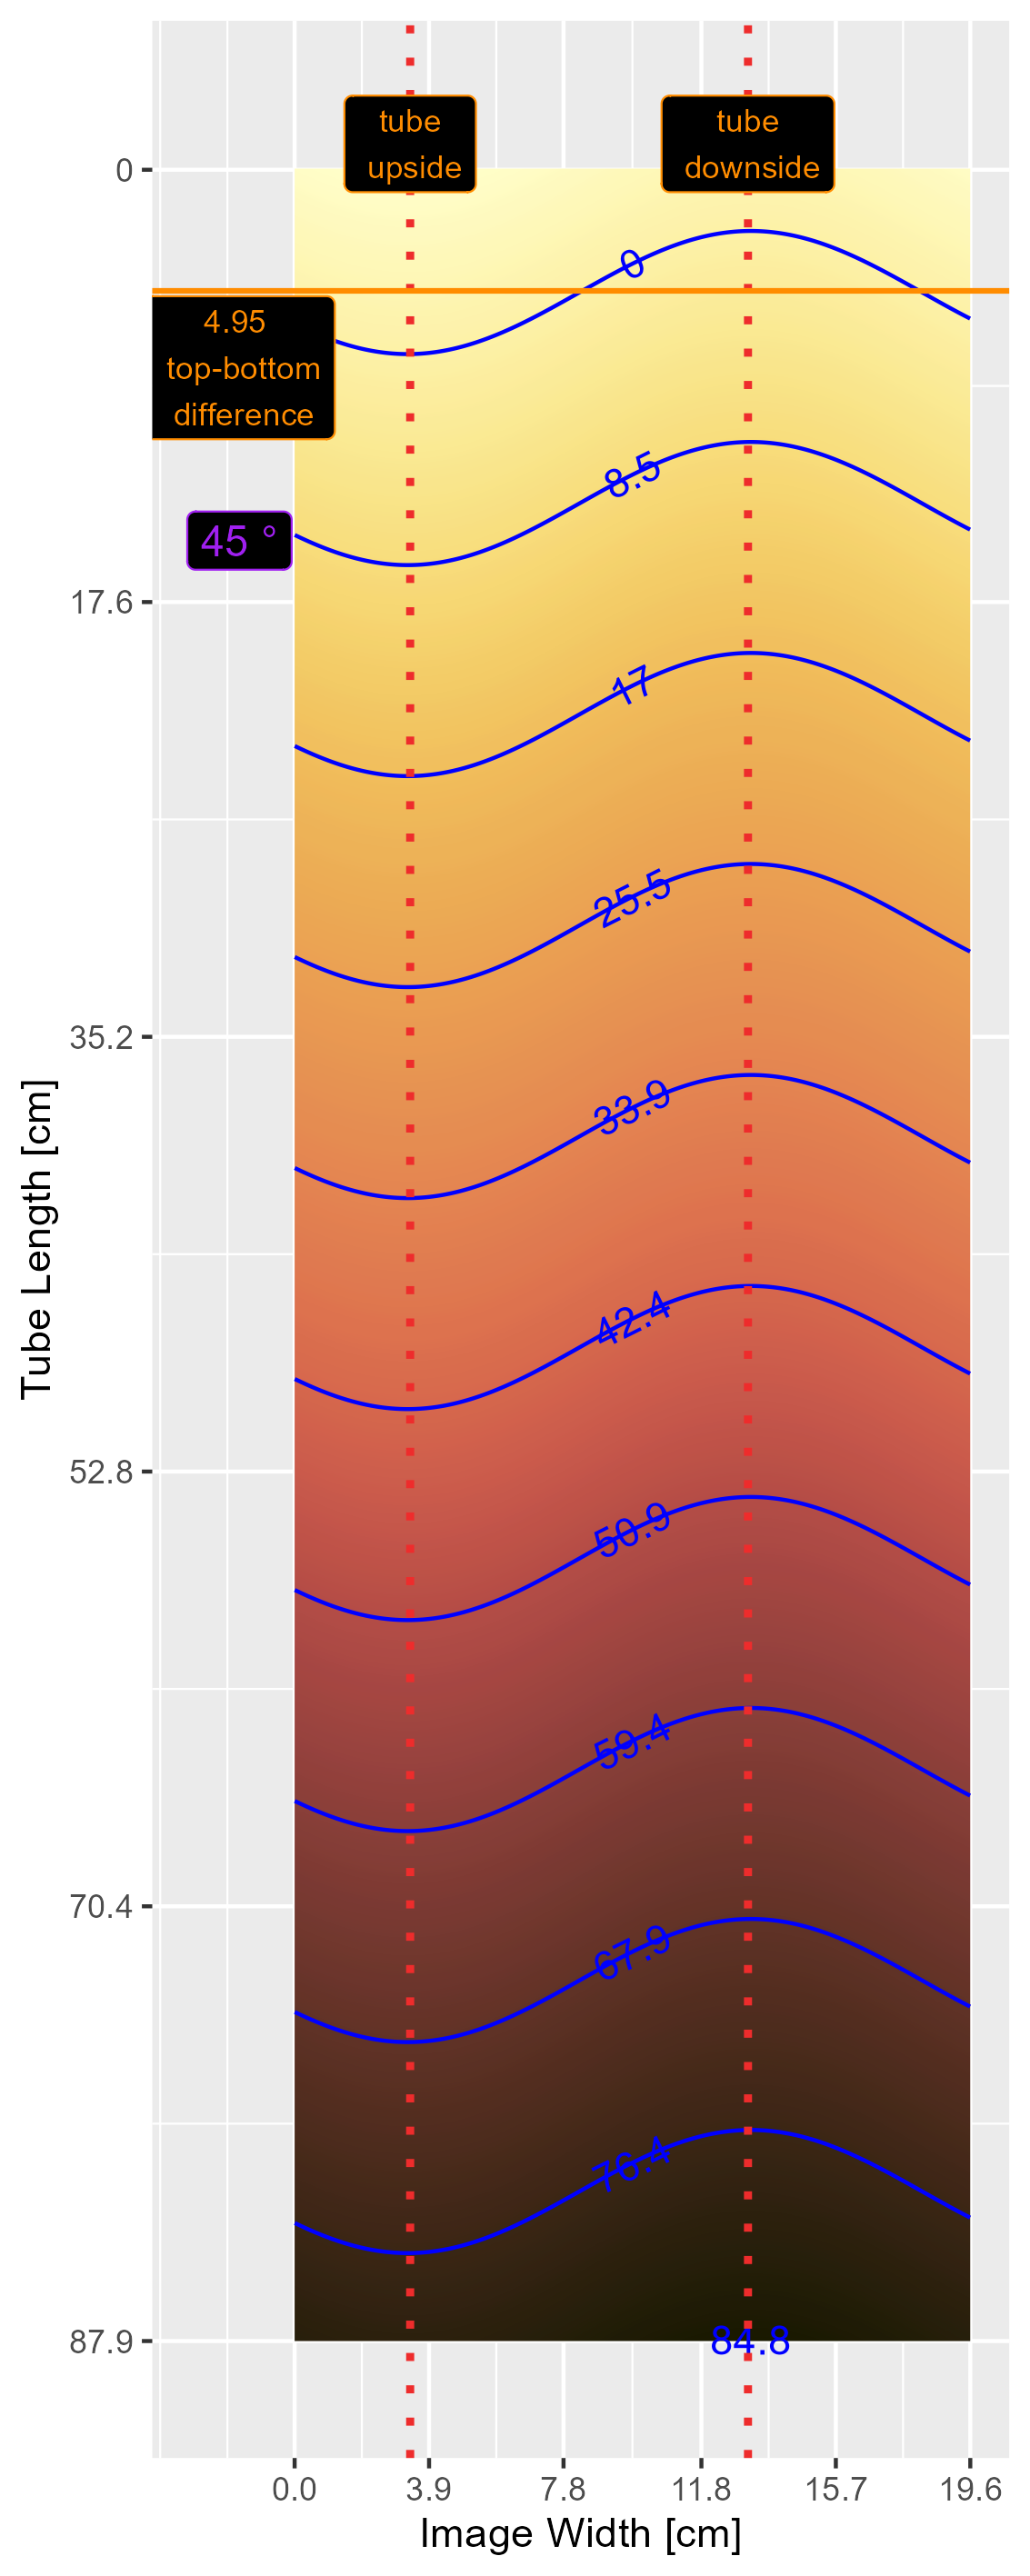 tube
upside
tube
downside
0
0
4.95
top-bottom
difference
8.5
45 °
17.6
17
25.5
35.2
33.9
42.4
52.8
50.9
59.4
70.4
67.9
76.4
87.9
84.8
Tube Length [cm]
0.0 3.9 7.8 11.8 15.7 19.6
Image Width [cm]